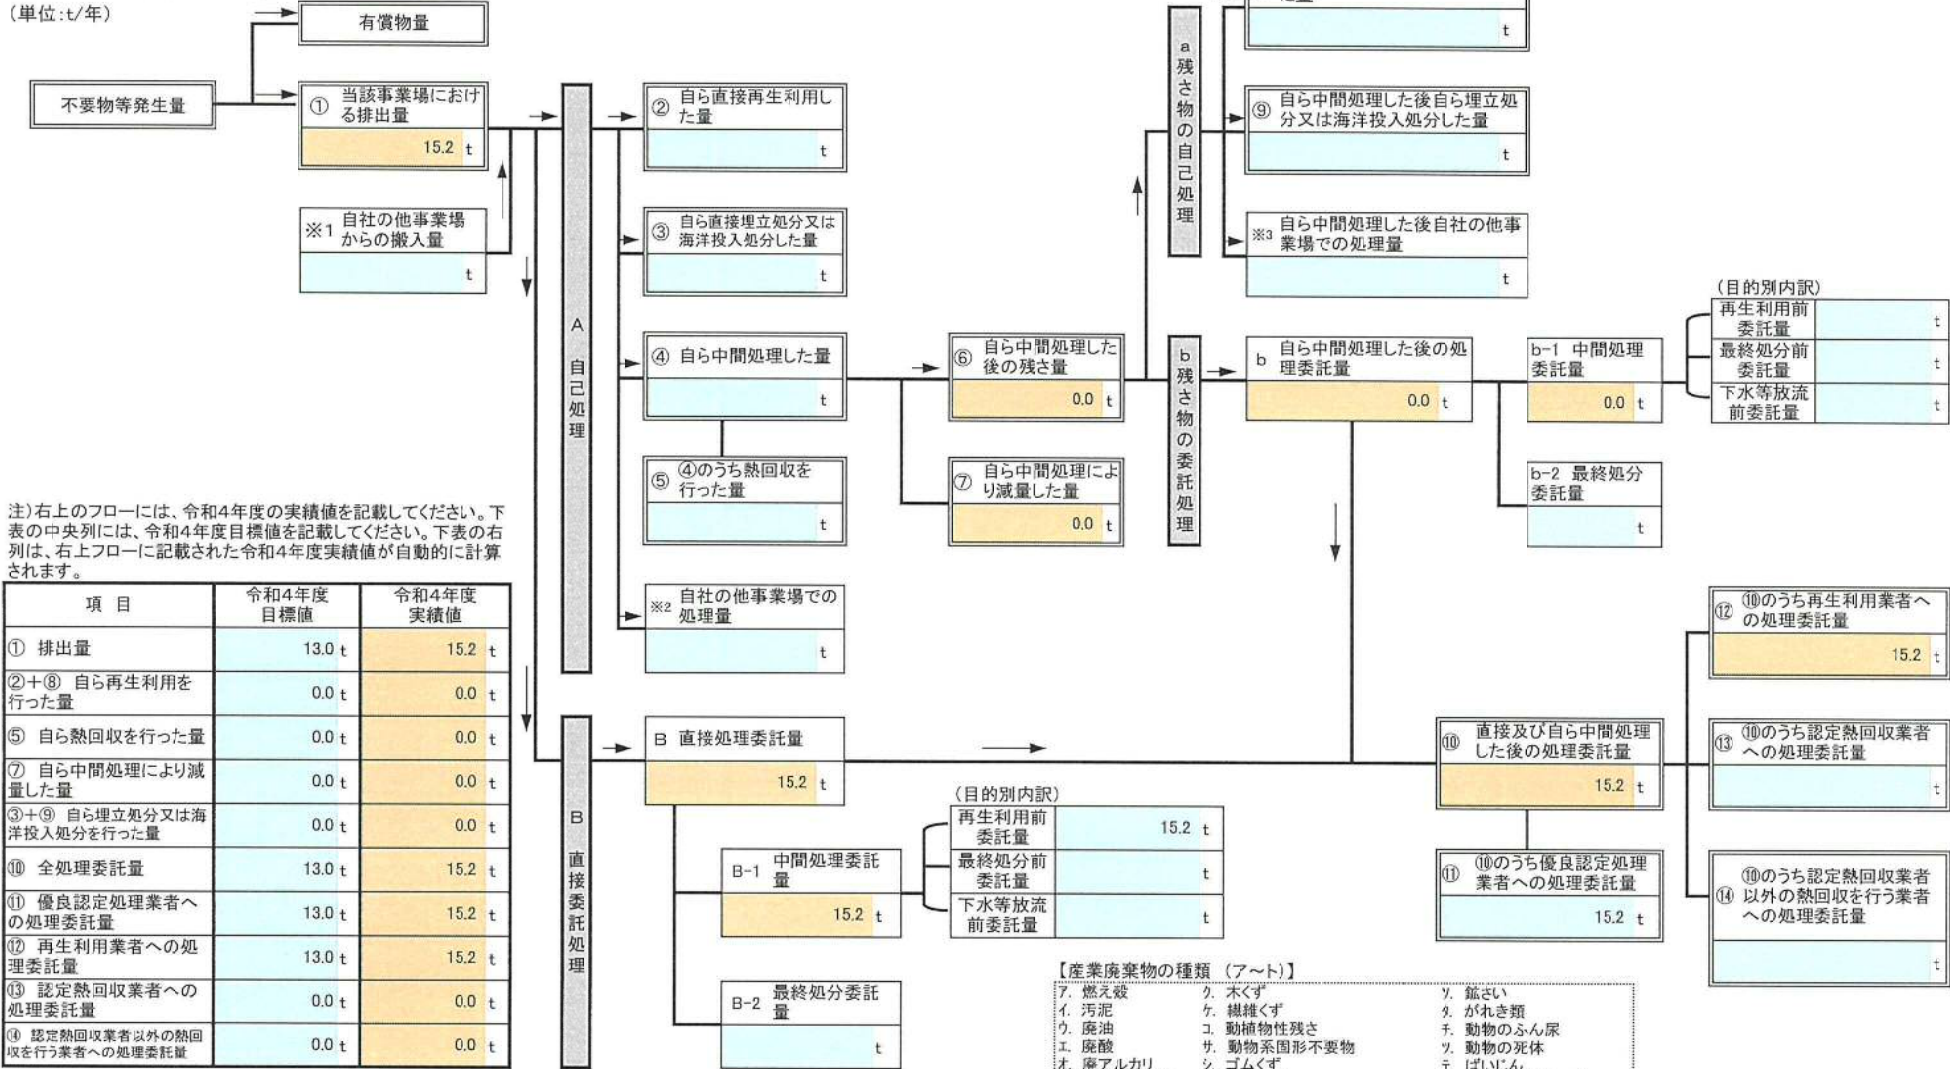 (単位:t/年)
有償物量
不要物等発生量
① 当該事業場におけ
る排出量
15.2 t
※1 自社の他事業場
からの搬入量
t
A 自己処理
② 自ら直接再生利用し
た量
t
③ 自ら直接埋立処分又は
海洋投入処分した量
t
④ 自ら中間処理した量
t
⑤ ④のうち熱回収を
行った量
t
※2 自社の他事業場での
処理量
t
⑥ 自ら中間処理した
後の残さ量
0.0 t
⑦ 自ら中間処理によ
り減量した量
0.0 t
a 残さ物の自己処理
t
⑨ 自ら中間処理した後自ら埋立処
分又は海洋投入処分した量
t
※3 自ら中間処理した後自社の他事
業場での処理量
t
b 残さ物の委託処理
b 自ら中間処理した後の処
理委託量
0.0 t
b-1 中間処理
委託量
0.0 t
(目的別内訳)
再生利用前
委託量
t
最終処分前
委託量
t
下水等放流
前委託量
t
b-2 最終処分
委託量
t
注)右上のフローには、令和4年度の実績値を記載してください。下
表の中央列には、令和4年度目標値を記載してください。下表の右
列は、右上フローに記載された令和4年度実績値が自動的に計算
されます。
項 目
令和4年度
目標値
令和4年度
実績値
① 排出量 13.0 t 15.2 t
②+⑧ 自ら再生利用を
行った量 0.0 t 0.0 t
⑤ 自ら熱回収を行った量 0.0 t 0.0 t
⑦ 自ら中間処理により減
量した量 0.0 t 0.0 t
③+⑨ 自ら埋立処分又は海
洋投入処分を行った量 0.0 t 0.0 t
⑩ 全処理委託量 13.0 t 15.2 t
⑪ 優良認定処理業者へ
の処理委託量 13.0 t 15.2 t
⑫ 再生利用業者への処
理委託量 13.0 t 15.2 t
⑬ 認定熱回収業者への
処理委託量 0.0 t 0.0 t
⑭ 認定熱回収業者以外の熱回
収を行う業者への処理委託量 0.0 t 0.0 t
B 直接委託処理
B 直接処理委託量
15.2 t
B-1 中間処理委託
量
15.2 t
(目的別内訳)
再生利用前
委託量
15.2 t
最終処分前
委託量
t
下水等放流
前委託量
t
B-2 最終処分委託
量
t
⑩ 直接及び自ら中間処理
した後の処理委託量
15.2 t
⑪ ⑩のうち優良認定処理
業者への処理委託量
15.2 t
⑫ ⑩のうち再生利用業者へ
の処理委託量
15.2 t
⑬ ⑩のうち認定熱回収業者
への処理委託量
t
⑭ ⑩のうち認定熱回収業者
以外の熱回収を行う業者
への処理委託量
t
【産業廃棄物の種類 (ア~ト)】
ア. 燃え殻 ク. 木くず ソ. 鉱さい
イ. 汚泥 ケ. 繊維くず タ. がれき類
ウ. 廃油 コ. 動植物性残さ チ. 動物のふん尿
エ. 廃酸 サ. 動物系固形不要物 ツ. 動物の死体
オ. 廃アルカリ シ. ゴムくず テ. ばいじん